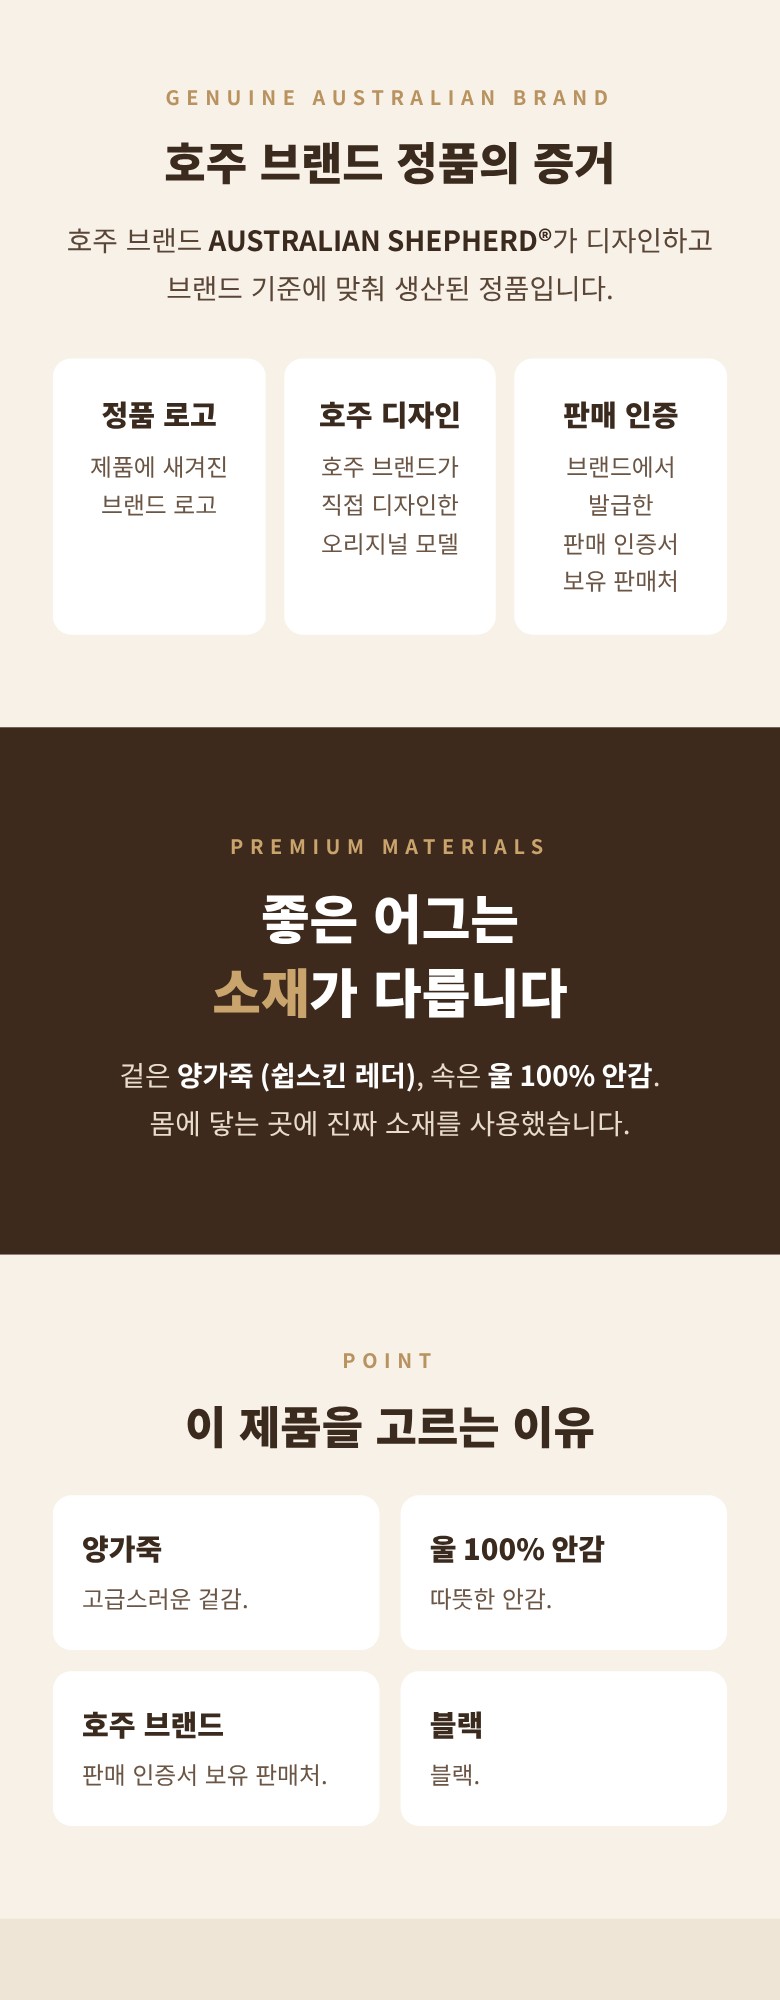 GENUINE AUSTRALIAN BRAND
호주 브랜드 정품의 증거
호주 브랜드 AUSTRALIAN SHEPHERD®가 디자인하고
브랜드 기준에 맞춰 생산된 정품입니다.
정품 로고
제품에 새겨진
브랜드 로고
호주 디자인
호주 브랜드가
직접 디자인한
오리지널 모델
판매 인증
브랜드에서
발급한
판매 인증서
보유 판매처
PREMIUM MATERIALS
좋은 어그는
소재가 다릅니다
겉은 양가죽 (쉽스킨 레더), 속은 울 100% 안감.
몸에 닿는 곳에 진짜 소재를 사용했습니다.
POINT
이 제품을 고르는 이유
양가죽
고급스러운 겉감.
울 100% 안감
따뜻한 안감.
호주 브랜드
판매 인증서 보유 판매처.
블랙
블랙.